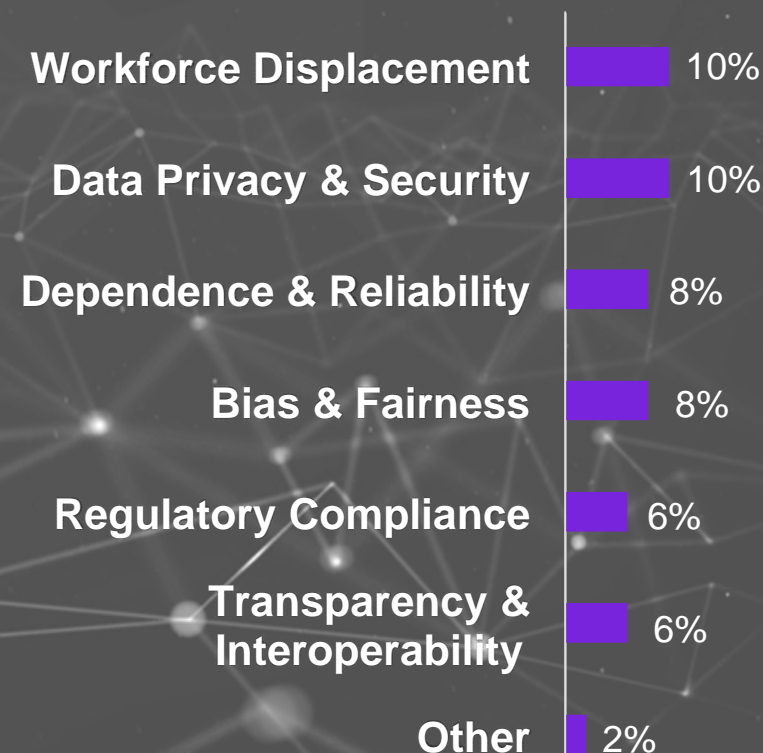 Workforce Displacement 10%
Data Privacy & Security 10%
Dependence & Reliability 8%
Bias & Fairness 8%
Regulatory Compliance 6%
Transparency &
Interoperability 6%
Other 2%